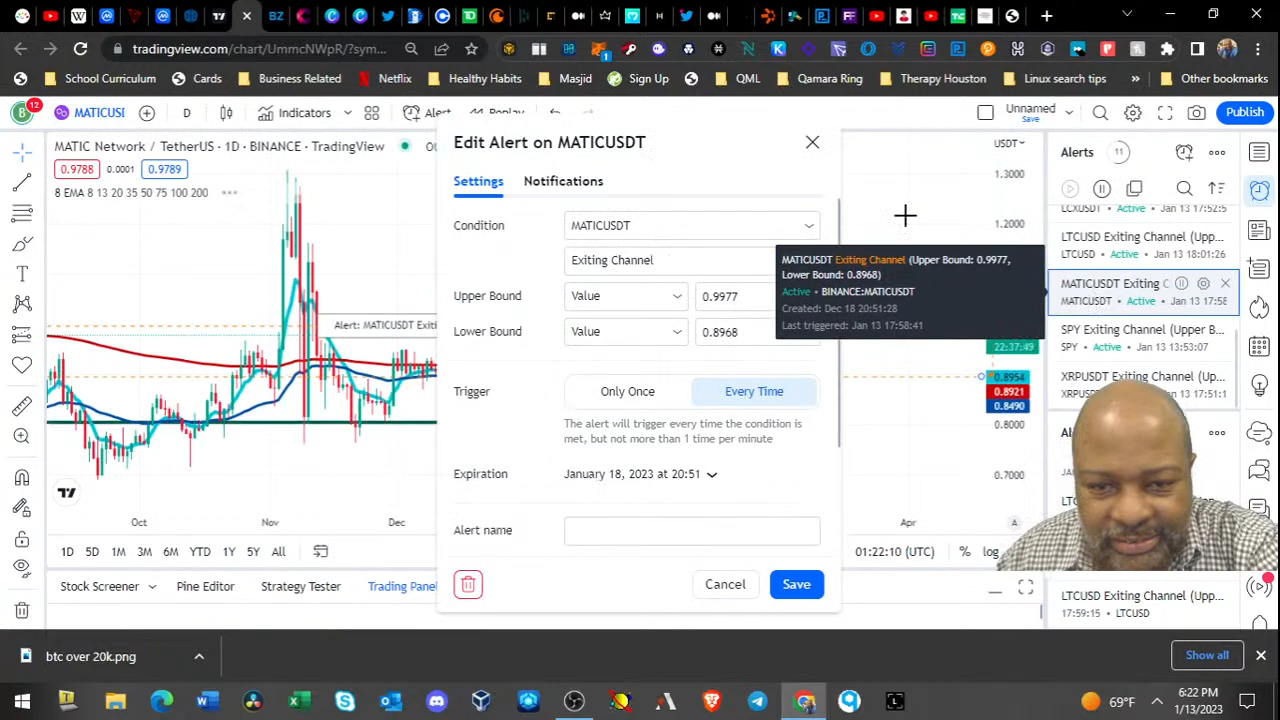 tradingview.com/chart/UmmcNWpR/?sym...
1
School Curriculum
Cards
Business Related
Netflix
Healthy Habits
Masjid
Sign Up
QML
Qamara Ring
Therapy Houston
Linux search tips
»
Other bookmarks
B
12
MATICUSI
D
Indicators
Alert
Replay
Unnamed
Save
Publish
MATIC Network / TetherUS · 1D · BINANCE · TradingView
0.9788
0.0001
0.9789
8 EMA 8 13 20 35 50 75 100 200
Edit Alert on MATICUSDT
Settings
Notifications
Condition
MATICUSDT
Exiting Channel
Upper Bound
Value
0.9977
Lower Bound
Value
0.8968
Trigger
Only Once
Every Time
The alert will trigger every time the condition is
met, but not more than 1 time per minute
Expiration
January 18, 2023 at 20:51
Alert name
Cancel
Save
Alert: MATICUSDT Exiti
MATICUSDT Exiting Channel (Upper Bound: 0.9977,
Lower Bound: 0.8968)
Active • BINANCE:MATICUSDT
Created: Dec 18 20:51:28
Last triggered: Jan 13 17:58:41
USDT
1.3000
1.2000
22:37:49
0.8954
0.8921
0.8490
0.8000
0.7000
Oct
Nov
Dec
Apr
A
1D 5D 1M 3M 6M YTD 1Y 5Y All
01:22:10 (UTC)
%
log
Stock Screener
Pine Editor
Strategy Tester
Trading Pane
Alerts
11
LCXUSDT • Active • Jan 13 17:52:5
LTCUSD Exiting Channel (Upp...
LTCUSD • Active • Jan 13 18:01:26
MATICUSDT Exiting C
MATICUSDT • Active • Jan 13 17:58
SPY Exiting Channel (Upper B...
SPY • Active • Jan 13 13:53:07
XRPUSDT Exiting Channel (Up...
XRPUSDT
Jan 13 17:51:1
LTCUSD Exiting Channel (Upp...
17:59:15 • LTCUSD
btc over 20k.png
Show all
69°F
6:22 PM
1/13/2023